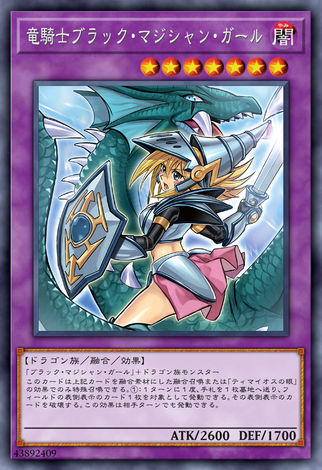 竜騎士ブラック・マジシャン・ガール
闇
やみ
【ドラゴン族／融合／効果】
「ブラック・マジシャン・ガール」＋ドラゴン族モンスター
このカードは上記カードを融合素材にした融合召喚または「ティマイオスの眼」
の効果でのみ特殊召喚できる。①：１ターンに１度、手札を１枚墓地へ送り、フ
ィールドの表側表示のカード１枚を対象として発動できる。その表側表示のカ
ードを破壊する。この効果は相手ターンでも発動できる。
ATK/2600 DEF/1700
43892409